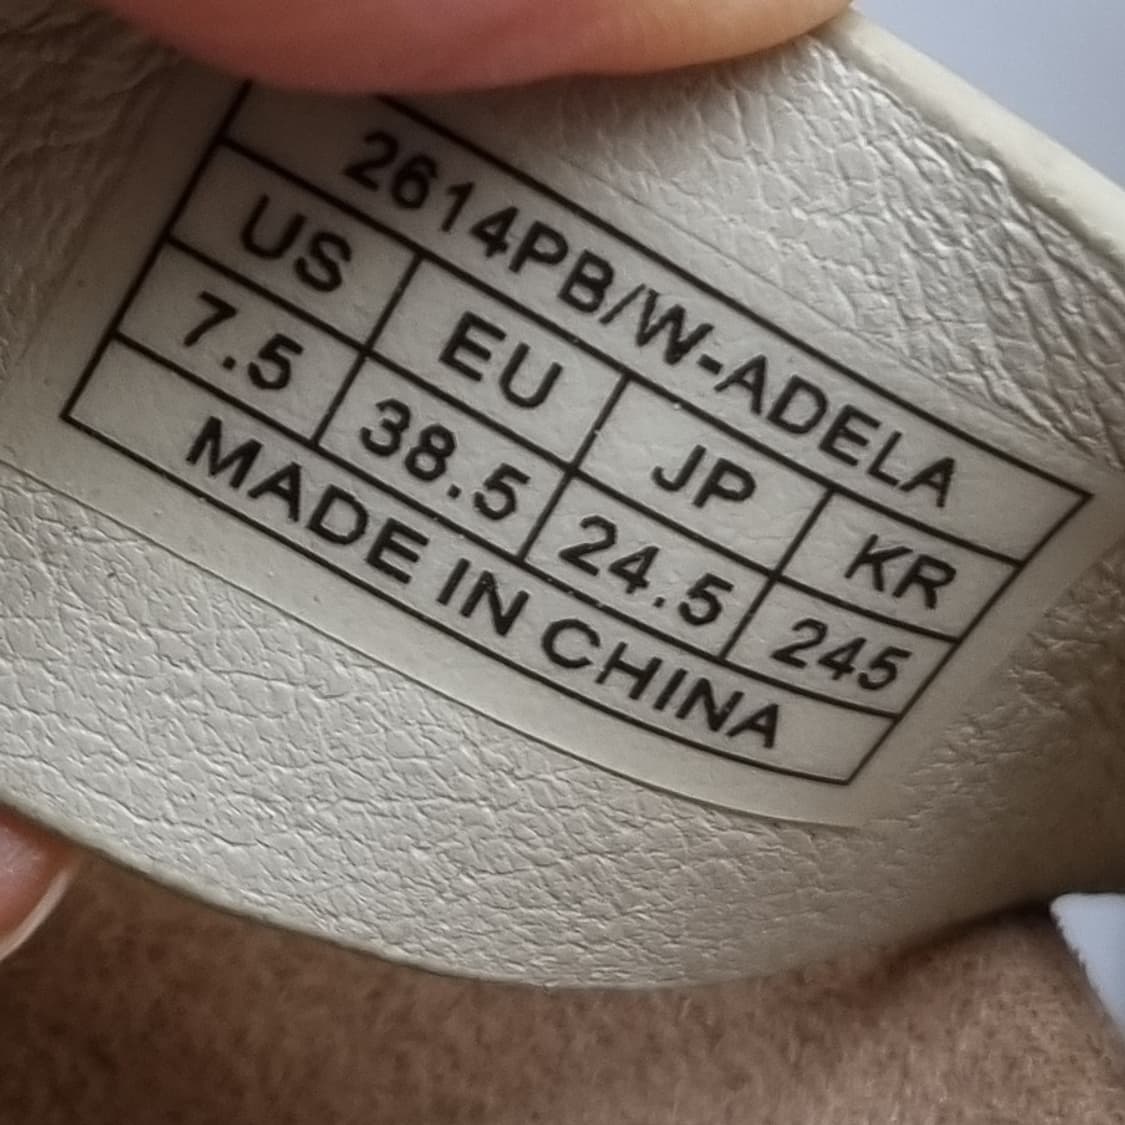 2614PB/W-ADELA
US EU JP KR
7.5 38.5 24.5 245
MADE IN CHINA